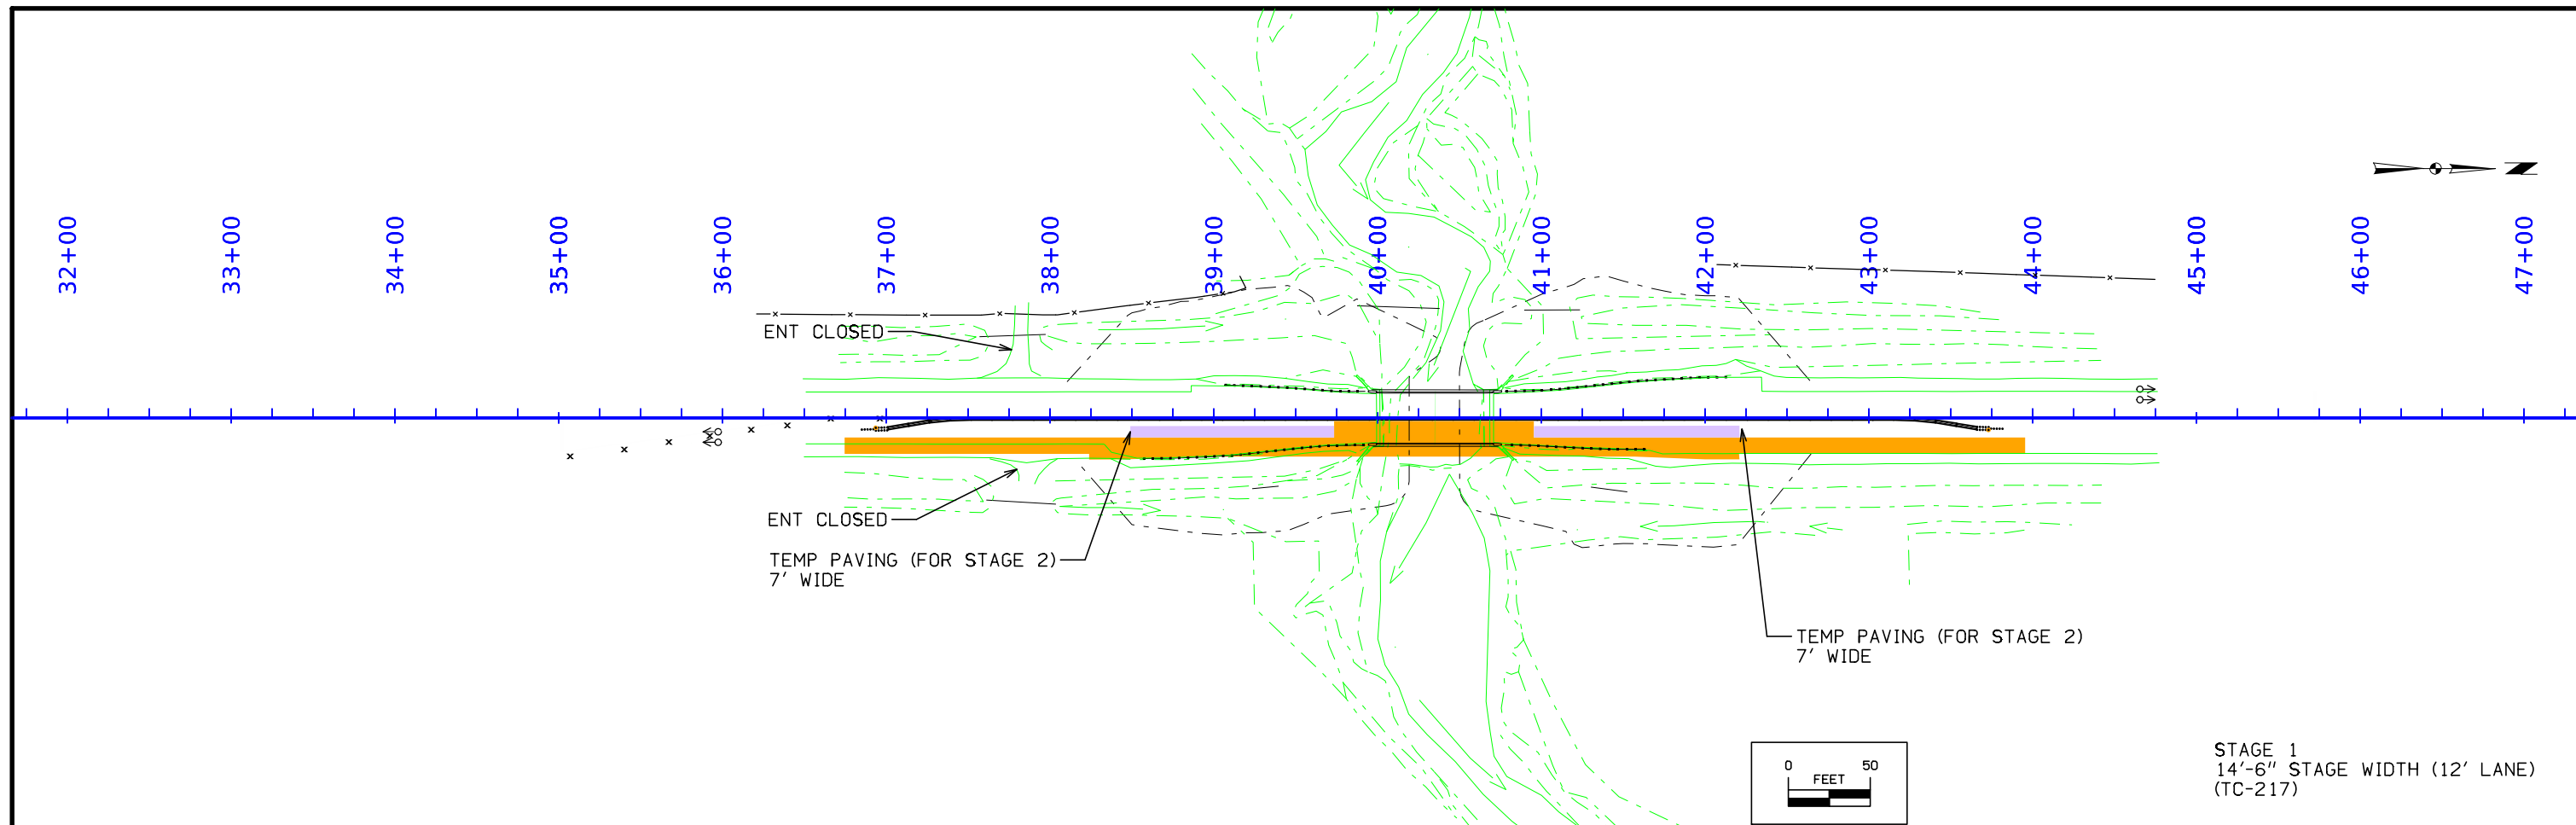 N
32+00
33+00
34+00
35+00
36+00
37+00
38+00
39+00
40+00
41+00
42+00
43+00
44+00
45+00
46+00
47+00
ENT CLOSED
ENT CLOSED
TEMP PAVING (FOR STAGE 2)
7' WIDE
TEMP PAVING (FOR STAGE 2)
7' WIDE
0 50
FEET
STAGE 1
14'-6" STAGE WIDTH (12' LANE)
(TC-217)